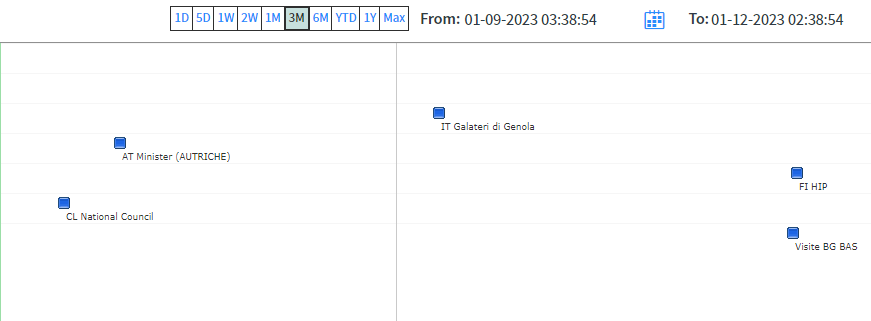 1D 5D 1W 2W 1M 3M 6M YTD 1Y Max From: 01-09-2023 03:38:54 To: 01-12-2023 02:38:54
IT Galateri di Genola
AT Minister (AUTRICHE)
FI HIP
CL National Council
Visite BG BAS